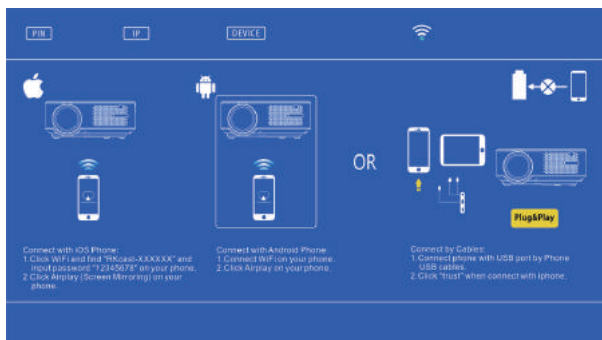 PIN
IP
DEVICE
OR
Plug&Play
Connect with iOS Phone:
1.Click WiFi and find "RKcast-XXXXXX" and
input password "12345678" on your phone.
2.Click Airplay (Screen Mirroring) on your
phone.
Connect with Android Phone:
1.Connect WiFi on your phone.
2.Click Airplay on your phone.
Connect by Cables:
1.Connect phone with USB port by Phone
USB cables.
2.Click "trust" when connect with iphone.